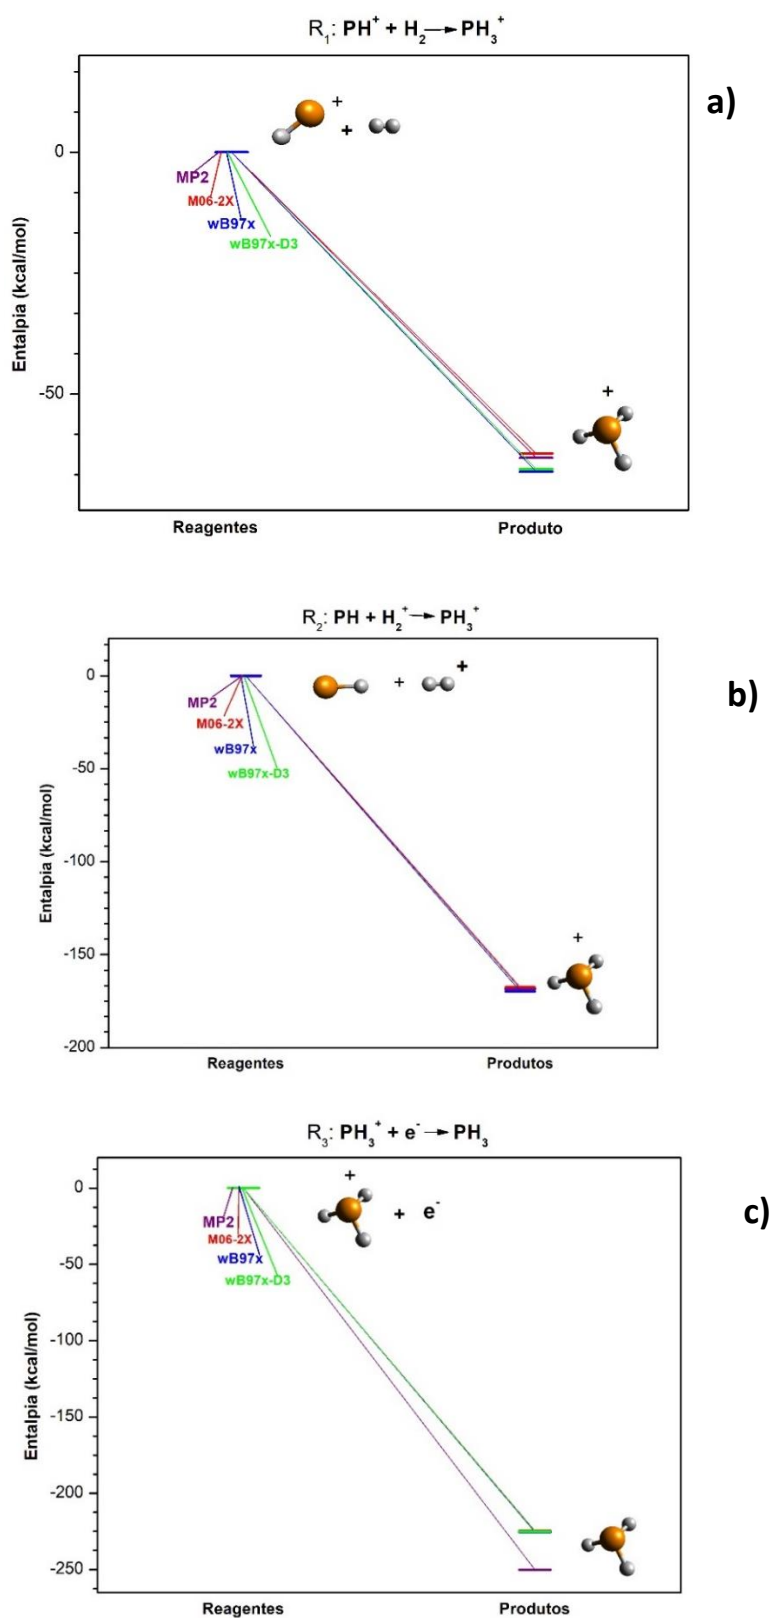 R₁: PH⁺ + H₂→PH₃⁺
a)
+
+
0
MP2
M06-2X
wB97x
wB97x-D3
Entalpia (kcal/mol)
-50
+
Reagentes Produto
R₂: PH + H₂⁺→PH₃⁺
b)
0
+
+
MP2
M06-2X
wB97x
wB97x-D3
-50
Entalpia (kcal/mol)
-100
-150
+
-200
Reagentes Produtos
R₃: PH₃⁺ + e⁻→PH₃
c)
+
0
+ e⁻
MP2
M06-2X
wB97x
wB97x-D3
-50
-100
Entalpia (kcal/mol)
-150
-200
-250
Reagentes Produtos